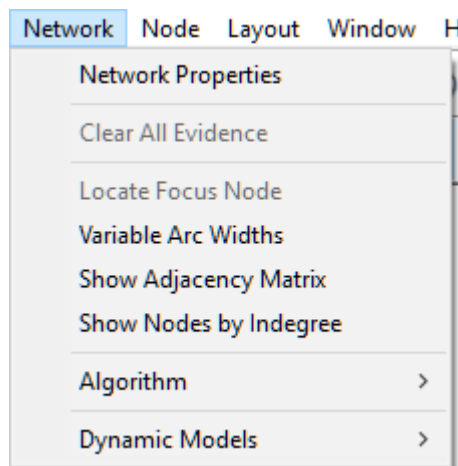 Network Node Layout Window H
Network Properties
Clear All Evidence
Locate Focus Node
Variable Arc Widths
Show Adjacency Matrix
Show Nodes by Indegree
Algorithm
Dynamic Models